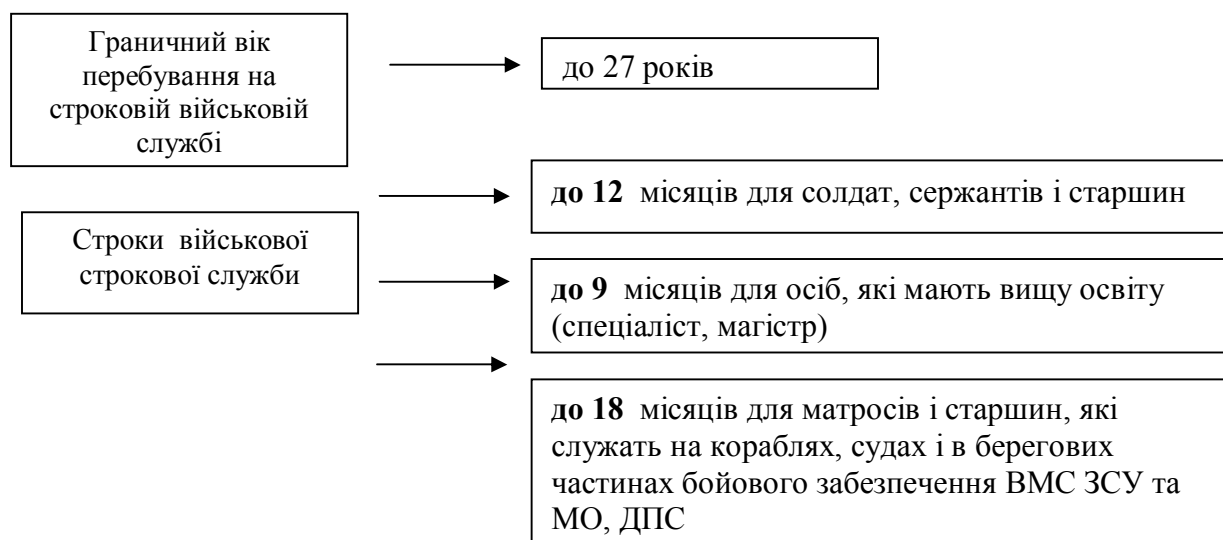 Граничний вік
перебування на
строковій військовій
службі
до 27 років
Строки військової
строкової служби
до 12 місяців для солдат, сержантів і старшин
до 9 місяців для осіб, які мають вищу освіту
(спеціаліст, магістр)
до 18 місяців для матросів і старшин, які
служать на кораблях, судах і в берегових
частинах бойового забезпечення ВМС ЗСУ та
МО, ДПС